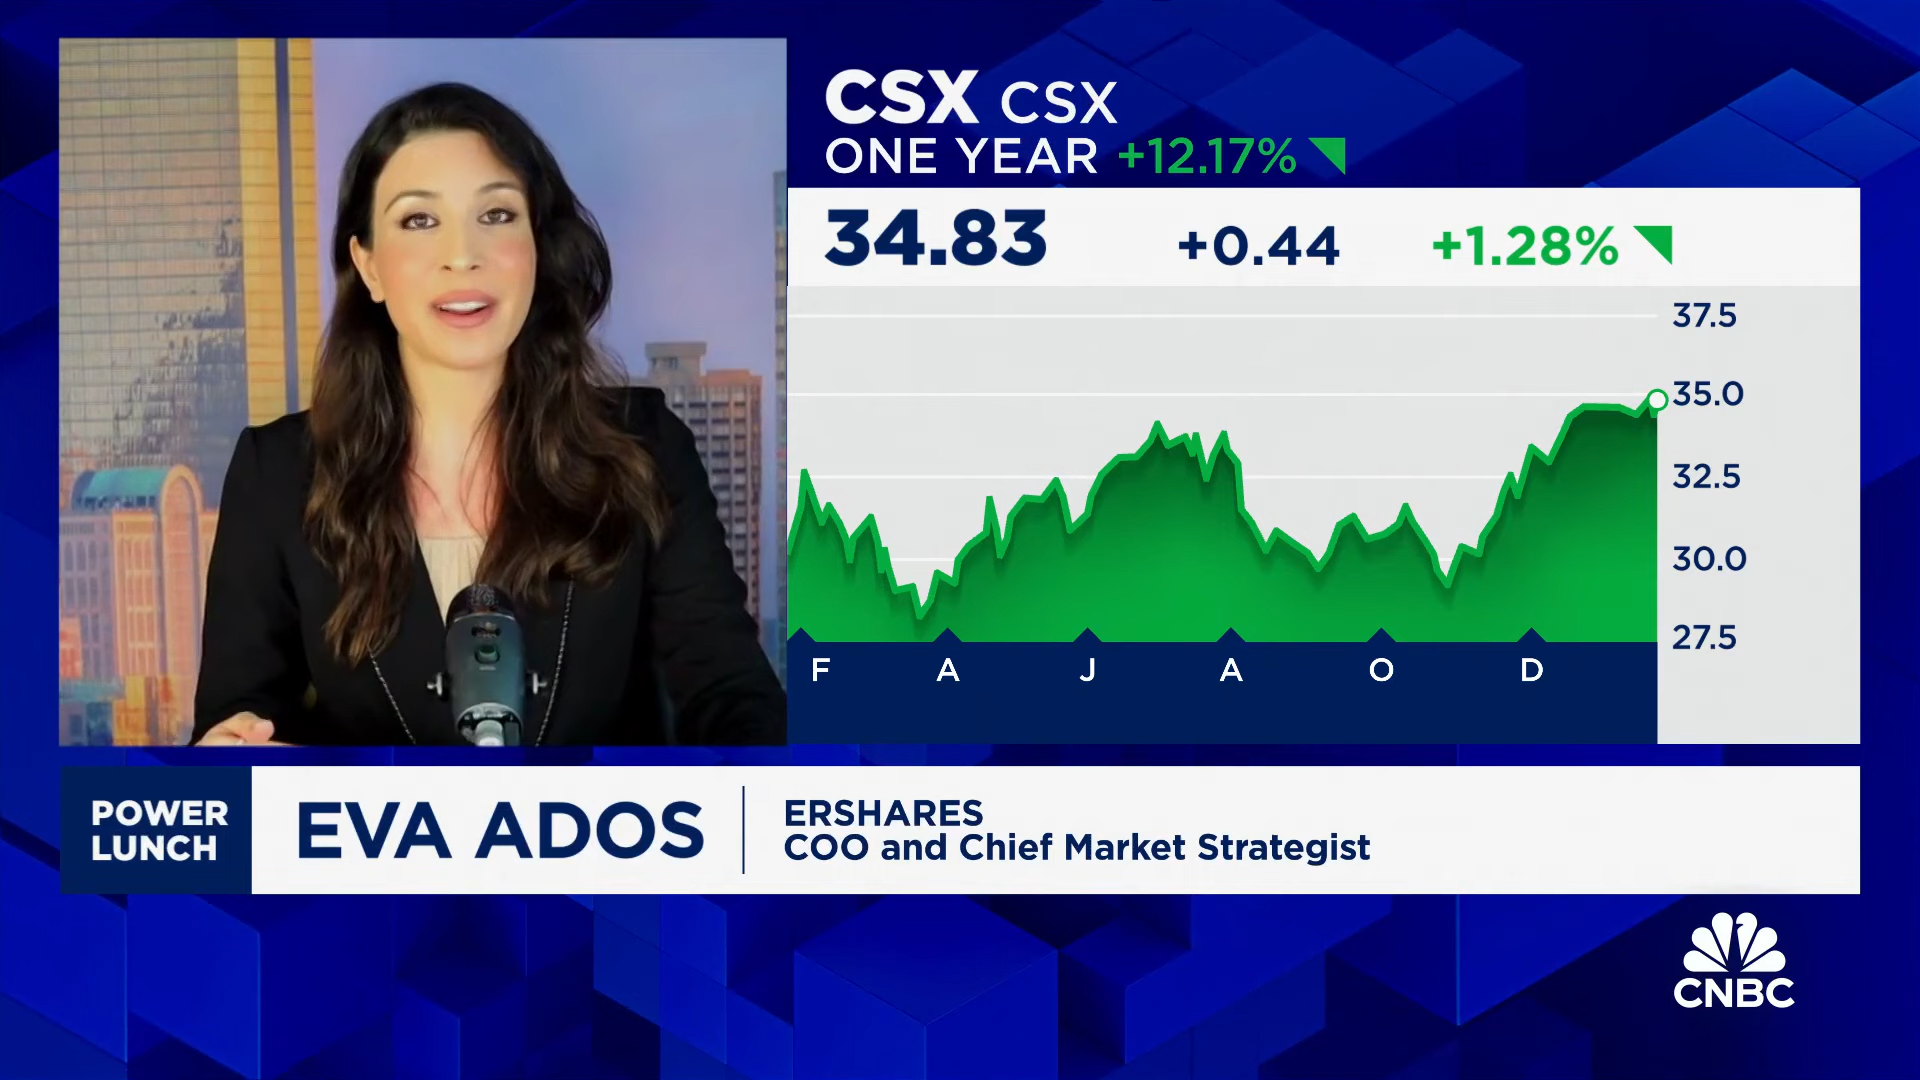 CSX CSX
ONE YEAR +12.17%
34.83 +0.44 +1.28%
37.5
35.0
32.5
30.0
27.5
F A J A O D
POWER
LUNCH
EVA ADOS
ERSHARES
COO and Chief Market Strategist
CNBC